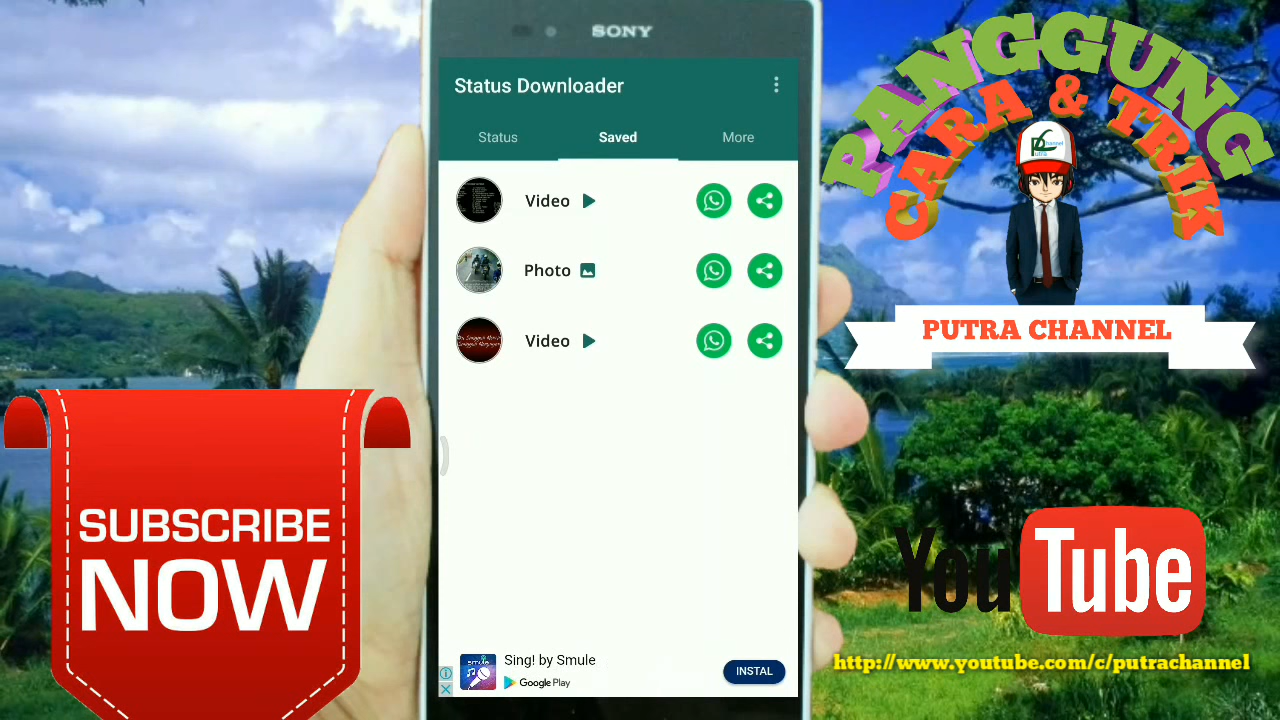 SONY
Status Downloader
Status
Saved
More
Video
Photo
Video
Sing! by Smule
Google Play
INSTAL
SUBSCRIBE
NOW
PANGGUNG
CARA & TRIK
PUTRA CHANNEL
YouTube
http://www.youtube.com/c/putrachannel